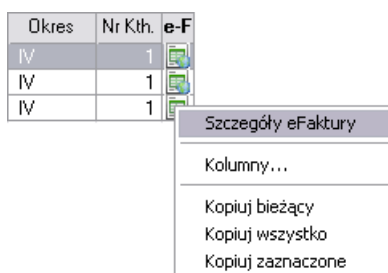 Okres Nr Kth. e-F
IV 1
IV 1
IV 1
Szczegóły eFaktury
Kolumny...
Kopiuj bieżący
Kopiuj wszystko
Kopiuj zaznaczone